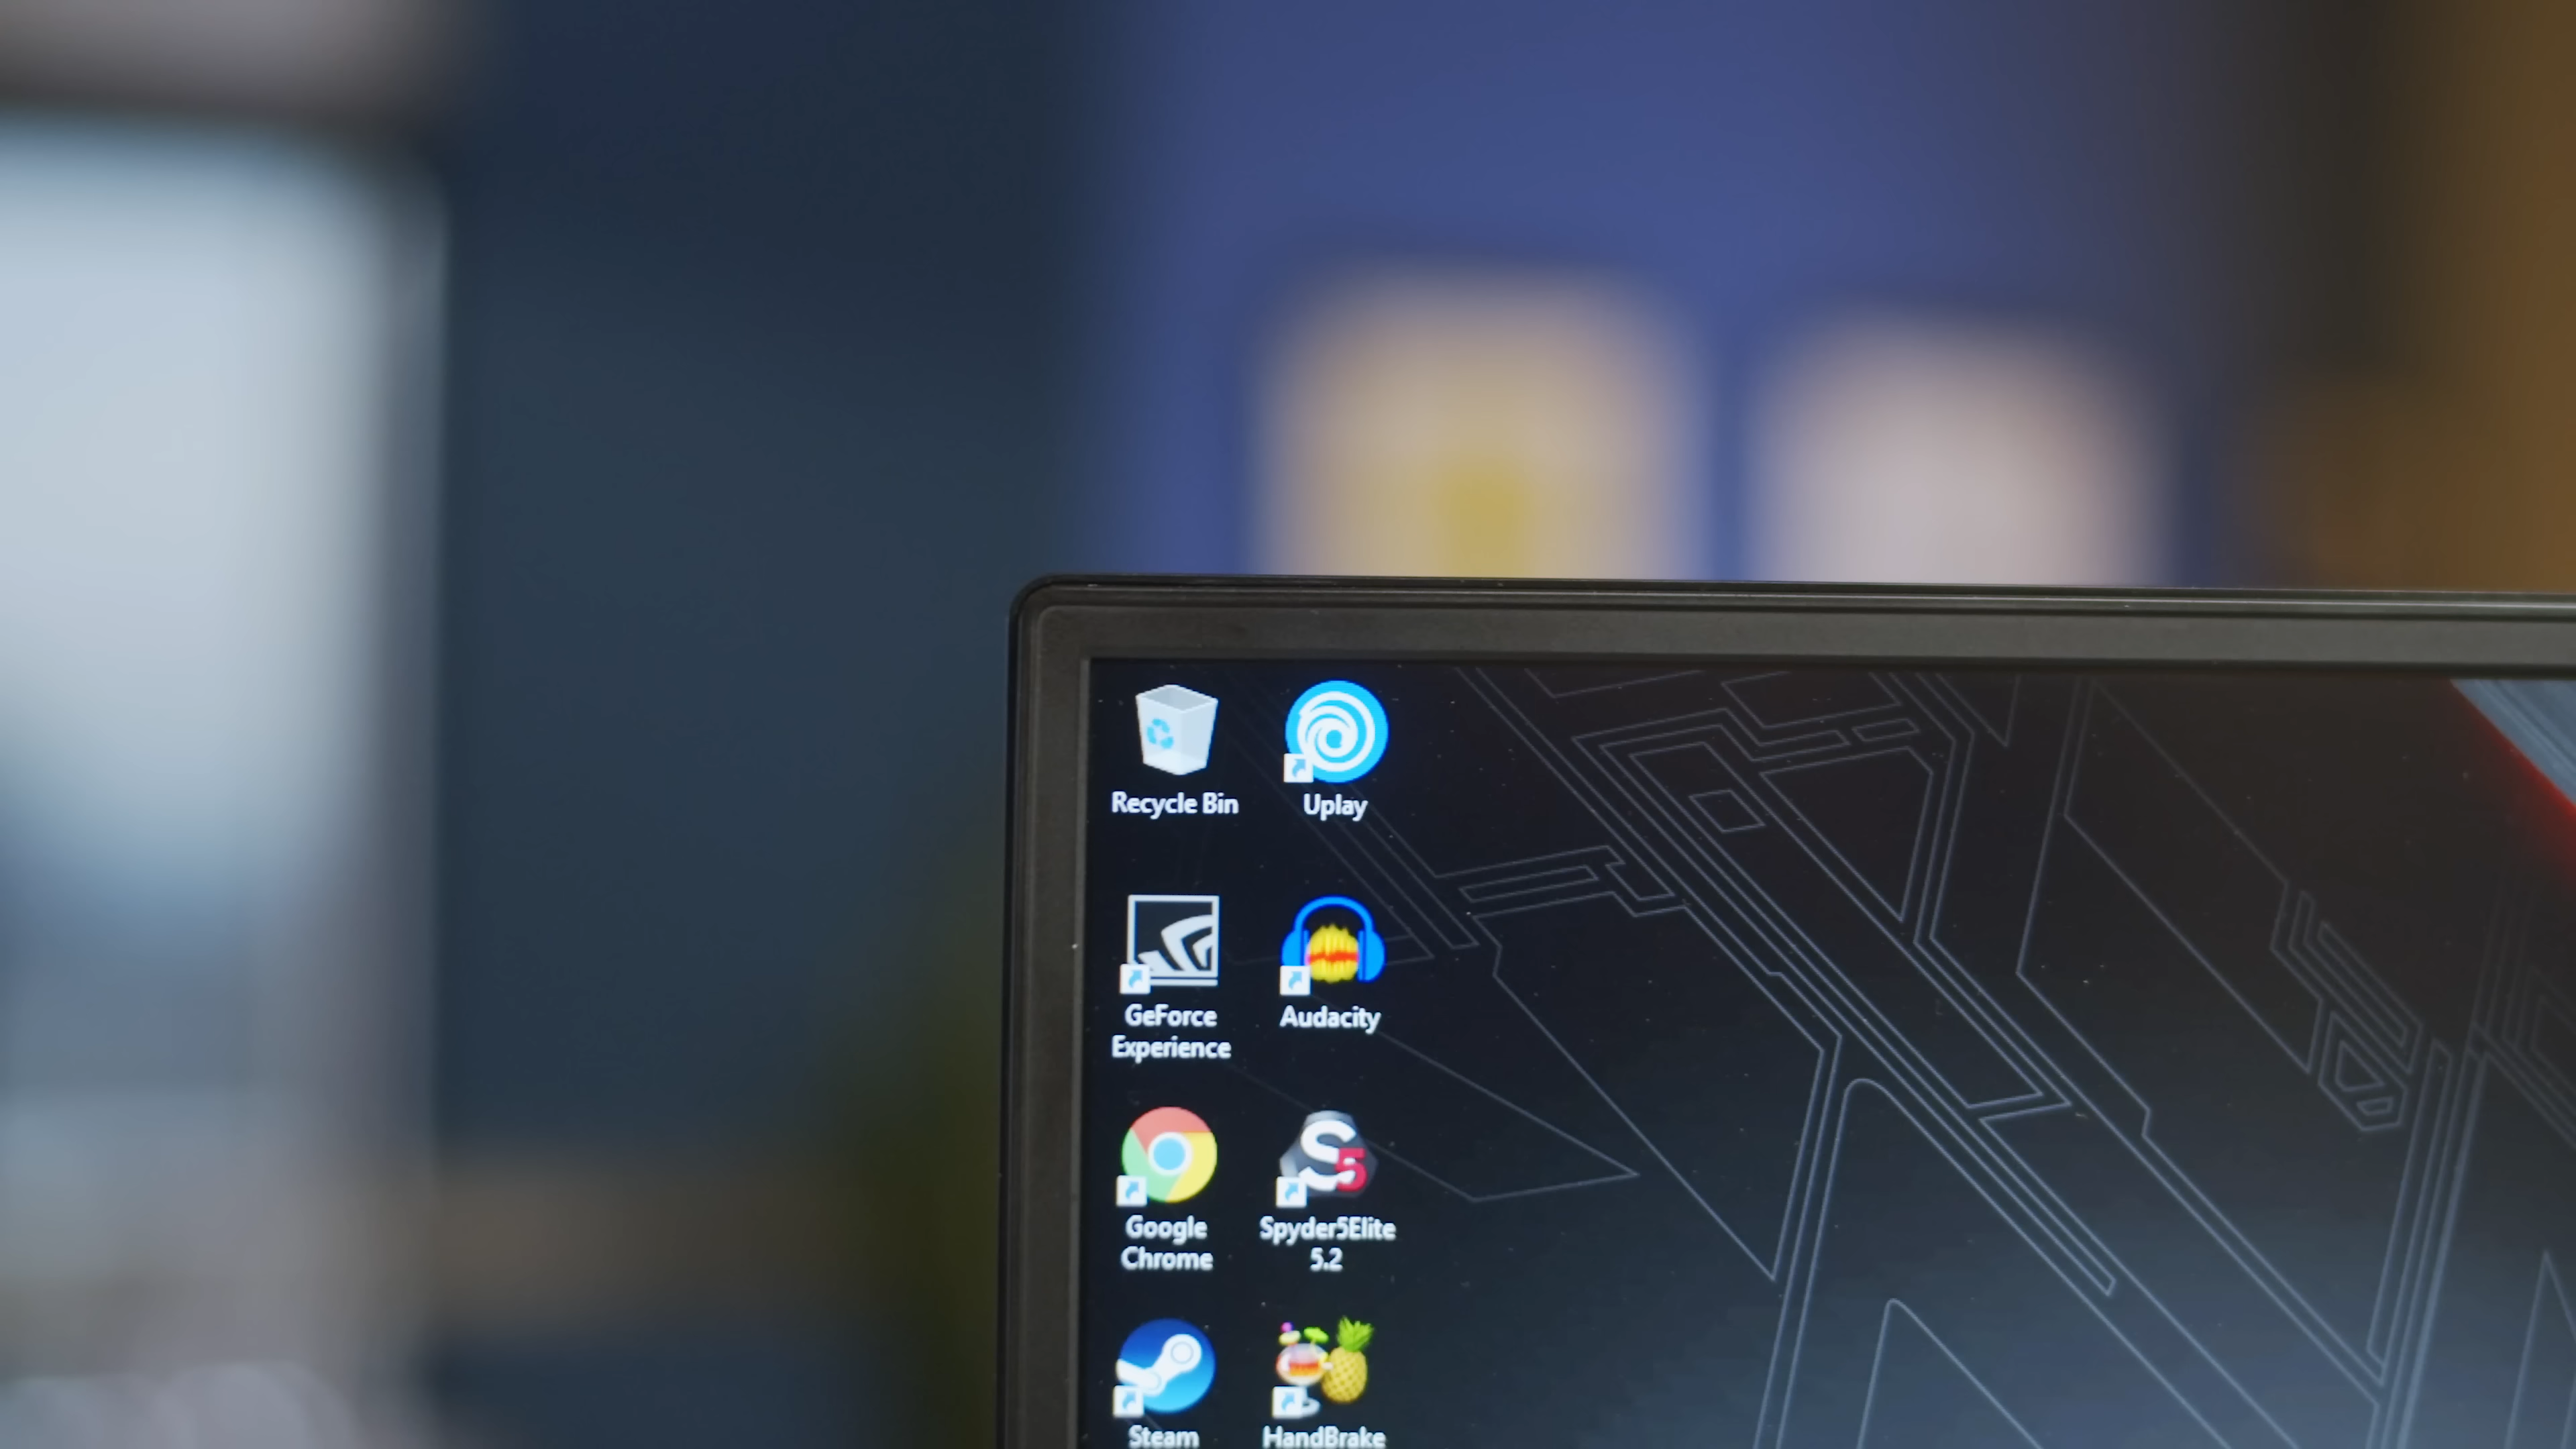 Recycle Bin
Uplay
GeForce
Experience
Audacity
Google
Chrome
Spyder5Elite
5.2
Steam
HandBrake